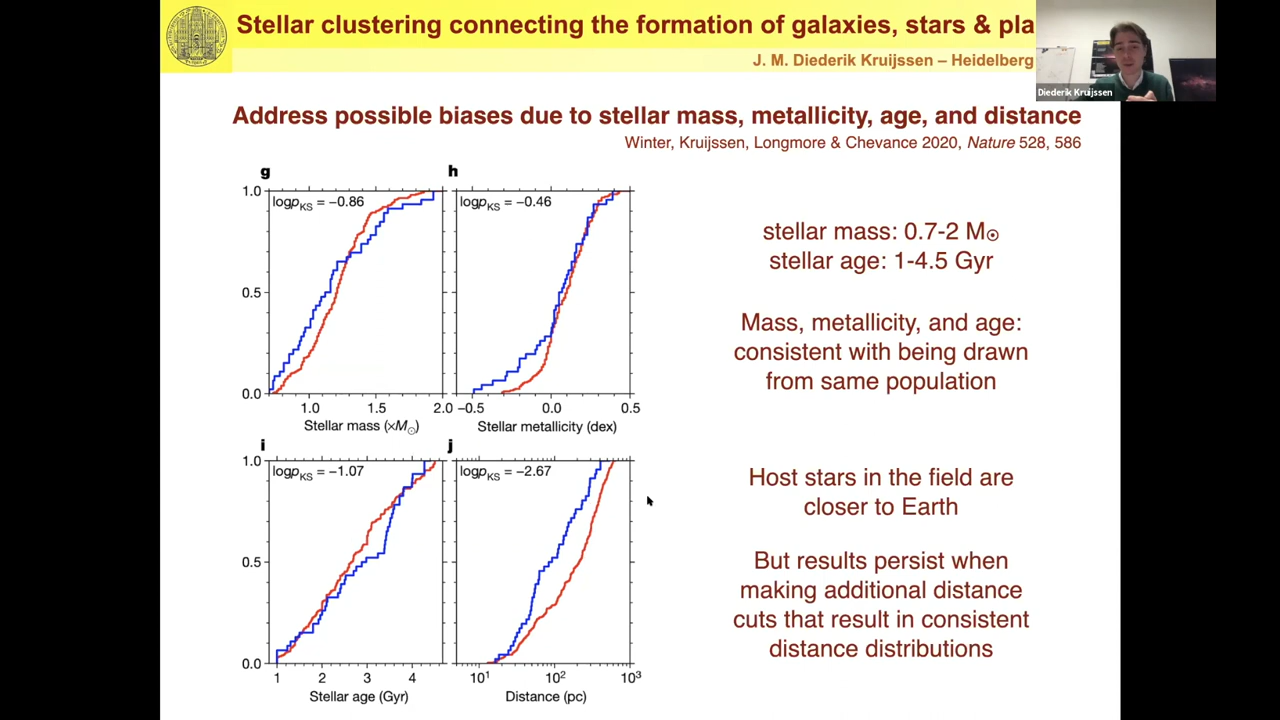 Stellar clustering connecting the formation of galaxies, stars & pla
J. M. Diederik Kruijssen – Heidelberg
Diederik Kruijssen
Address possible biases due to stellar mass, metallicity, age, and distance
Winter, Kruijssen, Longmore & Chevance 2020, Nature 528, 586
g
logpKS = −0.86
1.0
0.5
0.0
1.0
1.5
2.0
Stellar mass (×M☉)
h
logpKS = −0.46
−0.5
0.0
0.5
Stellar metallicity (dex)
i
logpKS = −1.07
1.0
0.5
0.0
1
2
3
4
Stellar age (Gyr)
j
logpKS = −2.67
10¹
10²
10³
Distance (pc)
stellar mass: 0.7-2 M☉
stellar age: 1-4.5 Gyr
Mass, metallicity, and age:
consistent with being drawn
from same population
Host stars in the field are
closer to Earth
But results persist when
making additional distance
cuts that result in consistent
distance distributions